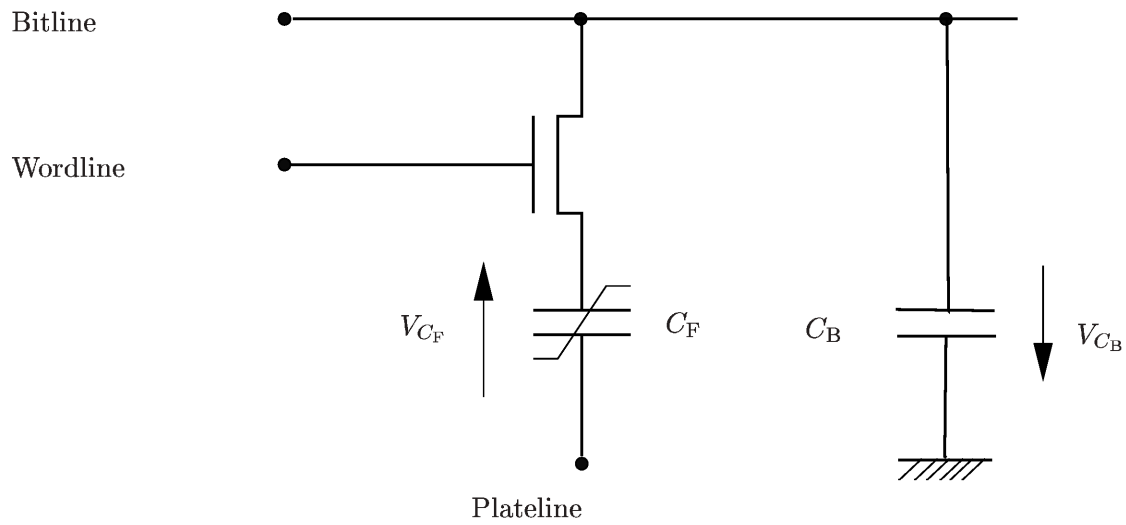 Bitline
Wordline
V_{C_F}
C_F
C_B
V_{C_B}
Plateline